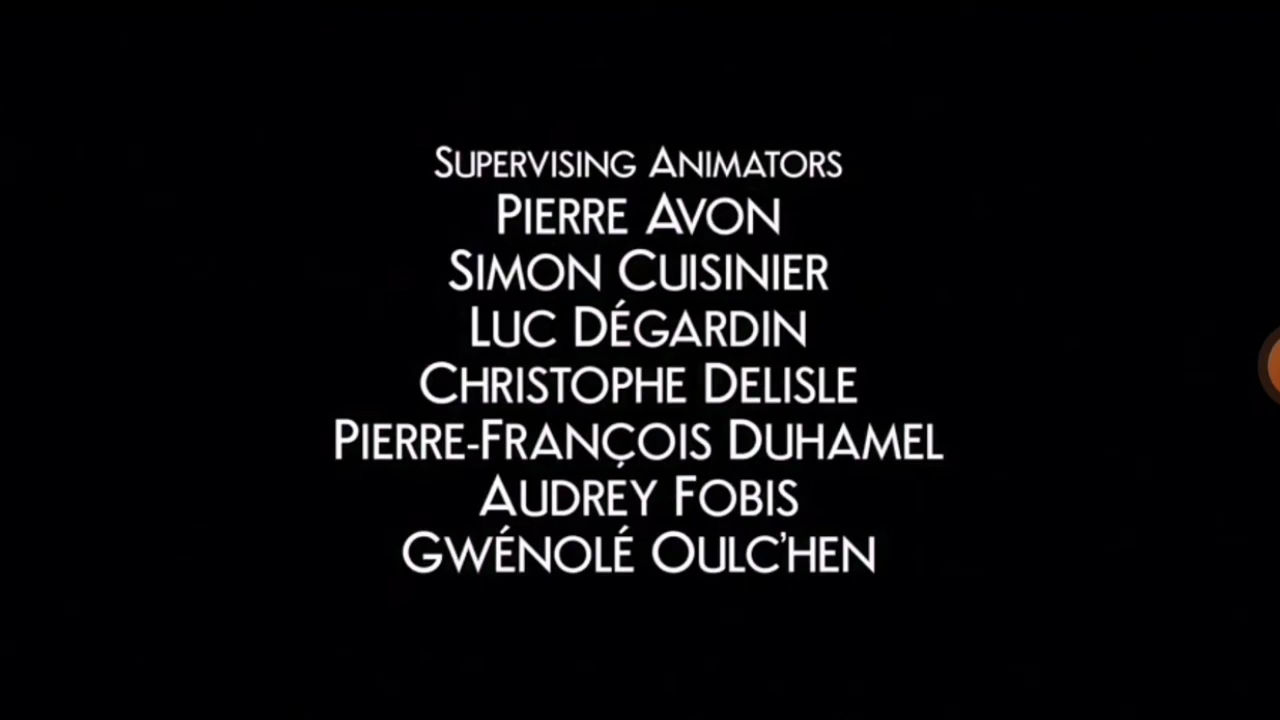 Supervising Animators
Pierre Avon
Simon Cuisinier
Luc Dégardin
Christophe Delisle
Pierre-François Duhamel
Audrey Fobis
Gwénolé Oulc'hen